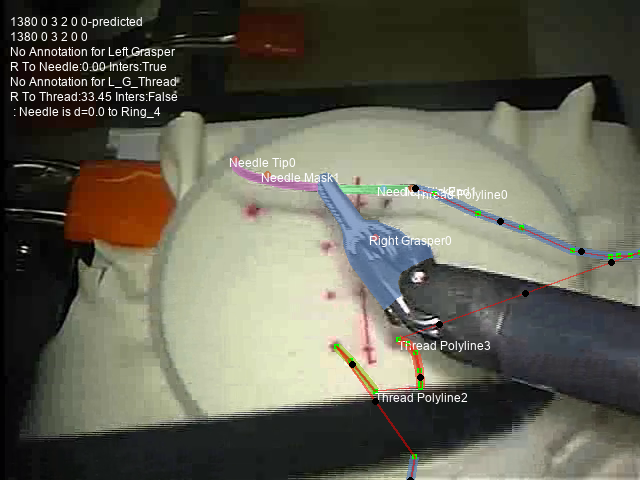 1380 0 3 2 0 0-predicted
1380 0 3 2 0 0
No Annotation for Left Grasper
R To Needle:0.00 Inters:True
No Annotation for L_G_Thread
R To Thread:33.45 Inters:False
: Needle is d=0.0 to Ring_4
Needle Tip0
Needle Mask1
Thread Polyline0
Right Grasper0
Thread Polyline3
Thread Polyline2